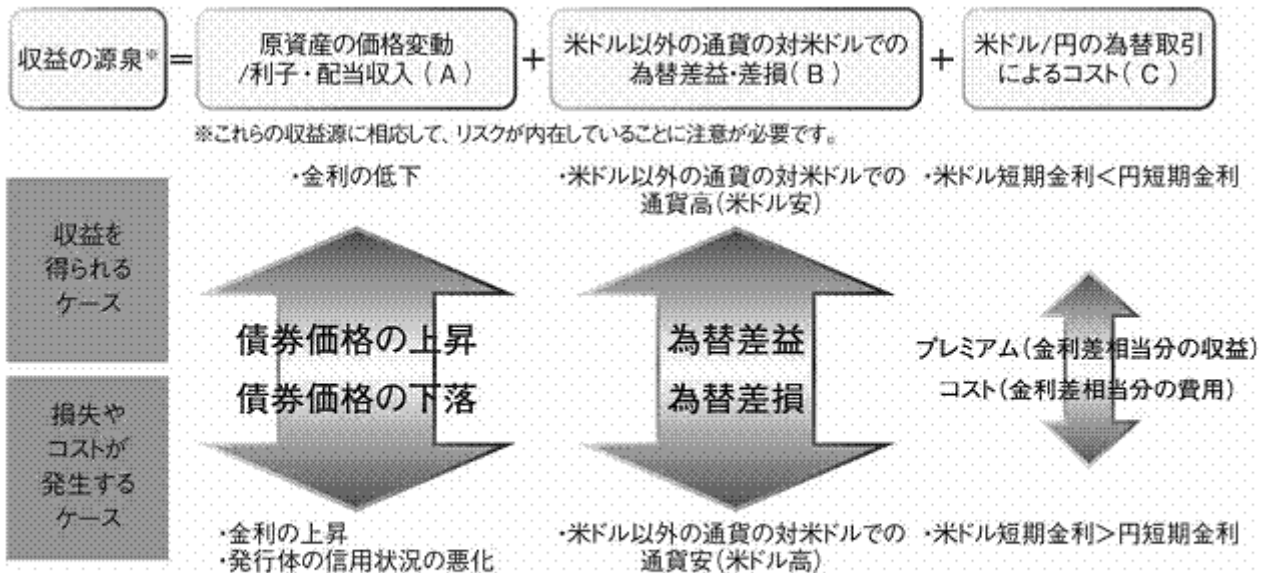 収益の源泉※
=
原資産の価格変動
/利子・配当収入(A)
+
米ドル以外の通貨の対米ドルでの
為替差益・差損(B)
+
米ドル/円の為替取引
によるコスト(C)
※これらの収益源に相応して、リスクが内在していることに注意が必要です。
収益を
得られる
ケース
・金利の低下
・米ドル以外の通貨の対米ドルでの
通貨高(米ドル安)
・米ドル短期金利<円短期金利
債券価格の上昇
為替差益
プレミアム(金利差相当分の収益)
債券価格の下落
為替差損
コスト(金利差相当分の費用)
損失や
コストが
発生する
ケース
・金利の上昇
・発行体の信用状況の悪化
・米ドル以外の通貨の対米ドルでの
通貨安(米ドル高)
・米ドル短期金利>円短期金利